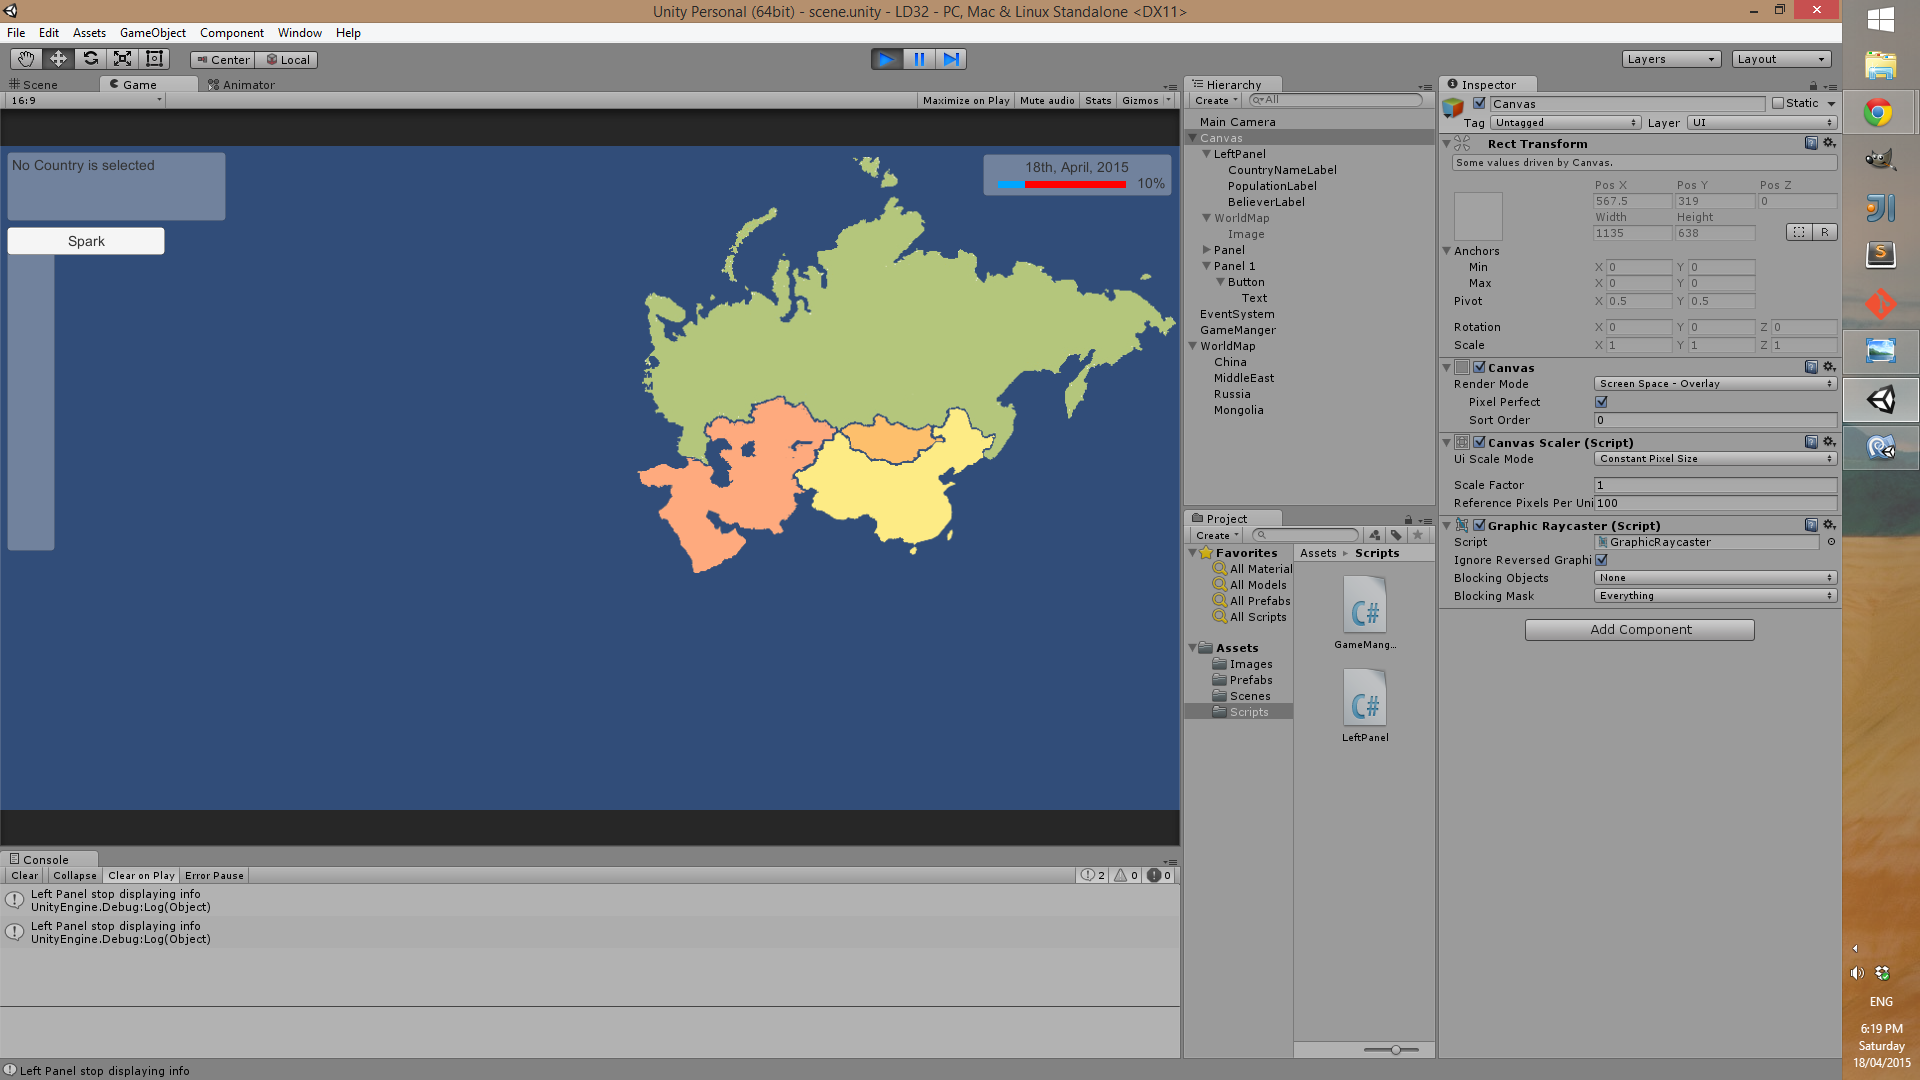 Unity Personal (64bit) - scene.unity - LD32 - PC, Mac & Linux Standalone <DX11>
File Edit Assets GameObject Component Window Help
Center Local
Layers Layout
Scene Game Animator
16:9 Maximize on Play Mute audio Stats Gizmos
No Country is selected
Spark
18th, April, 2015
10%
Hierarchy
Create All
Main Camera
Canvas
LeftPanel
CountryNameLabel
PopulationLabel
BelieverLabel
WorldMap
Image
Panel
Panel 1
Button
Text
EventSystem
GameManger
WorldMap
China
MiddleEast
Russia
Mongolia
Project
Create
Favorites
All Material
All Models
All Prefabs
All Scripts
Assets
Images
Prefabs
Scenes
Scripts
Assets Scripts
C#
GameMang...
C#
LeftPanel
Inspector
Canvas Static
Tag Untagged Layer UI
Rect Transform
Some values driven by Canvas.
Pos X Pos Y Pos Z
567.5 319 0
Width Height
1135 638 R
Anchors
Min X 0 Y 0
Max X 0 Y 0
Pivot X 0.5 Y 0.5
Rotation X 0 Y 0 Z 0
Scale X 1 Y 1 Z 1
Canvas
Render Mode Screen Space - Overlay
Pixel Perfect
Sort Order 0
Canvas Scaler (Script)
Ui Scale Mode Constant Pixel Size
Scale Factor 1
Reference Pixels Per Uni 100
Graphic Raycaster (Script)
Script GraphicRaycaster
Ignore Reversed Graphi
Blocking Objects None
Blocking Mask Everything
Add Component
Console
Clear Collapse Clear on Play Error Pause 2 0 0
Left Panel stop displaying info
UnityEngine.Debug:Log(Object)
Left Panel stop displaying info
UnityEngine.Debug:Log(Object)
Left Panel stop displaying info
ENG
6:19 PM
Saturday
18/04/2015